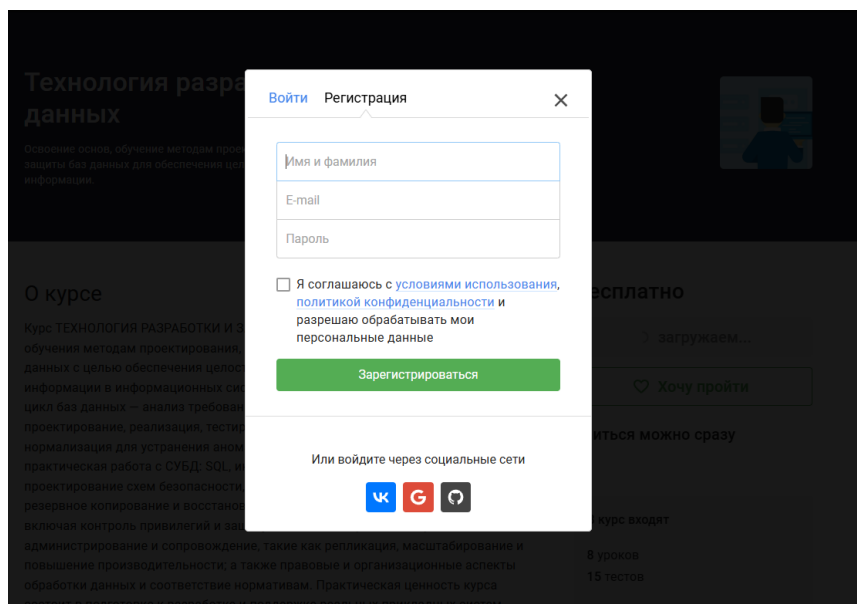 Технология разра
данных
Освоение основ, обучение методам прое
защиты баз данных для обеспечения цел
информации.
Войти Регистрация
Имя и фамилия
E-mail
Пароль
Я соглашаюсь с условиями использования,
политикой конфиденциальности и
разрешаю обрабатывать мои
персональные данные
Зарегистрироваться
Или войдите через социальные сети
О курсе
Курс ТЕХНОЛОГИЯ РАЗРАБОТКИ И З
обучения методам проектирования,
данных с целью обеспечения целос
информации в информационных сис
цикл баз данных — анализ требован
проектирование, реализация, тестир
нормализация для устранения аном
практическая работа с СУБД: SQL, и
проектирование схем безопасности,
резервное копирование и восстанов
включая контроль привилегий и за
администрирование и сопровождение, такие как репликация, масштабирование и
повышение производительности; а также правовые и организационные аспекты
обработки данных и соответствие нормативам. Практическая ценность курса
есплатно
загружаем...
Хочу пройти
иться можно сразу
курс входят
8 уроков
15 тестов